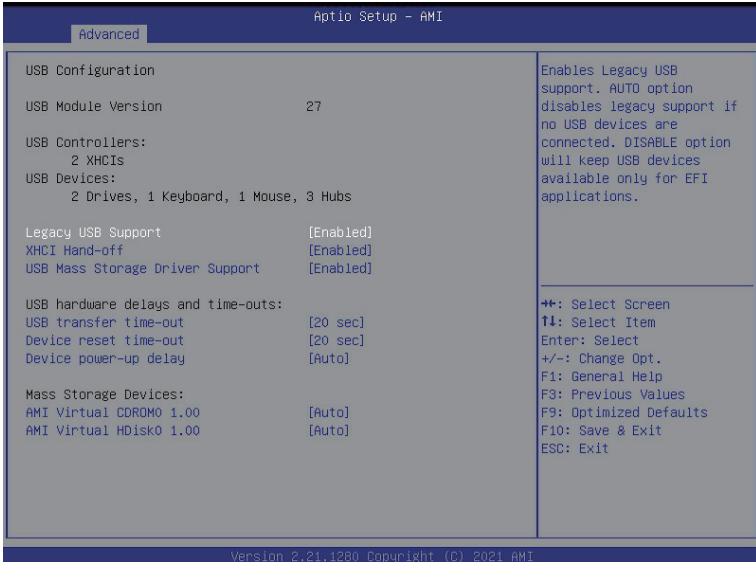 Aptio Setup - AMI
Advanced
USB Configuration
USB Module Version 27
USB Controllers:
2 XHCIs
USB Devices:
2 Drives, 1 Keyboard, 1 Mouse, 3 Hubs
Legacy USB Support [Enabled]
XHCI Hand-off [Enabled]
USB Mass Storage Driver Support [Enabled]
USB hardware delays and time-outs:
USB transfer time-out [20 sec]
Device reset time-out [20 sec]
Device power-up delay [Auto]
Mass Storage Devices:
AMI Virtual CDROM0 1.00 [Auto]
AMI Virtual HDisk0 1.00 [Auto]
Enables Legacy USB
support. AUTO option
disables legacy support if
no USB devices are
connected. DISABLE option
will keep USB devices
available only for EFI
applications.
→←: Select Screen
↑↓: Select Item
Enter: Select
+/-: Change Opt.
F1: General Help
F3: Previous Values
F9: Optimized Defaults
F10: Save & Exit
ESC: Exit
Version 2.21.1280 Copyright (C) 2021 AMI